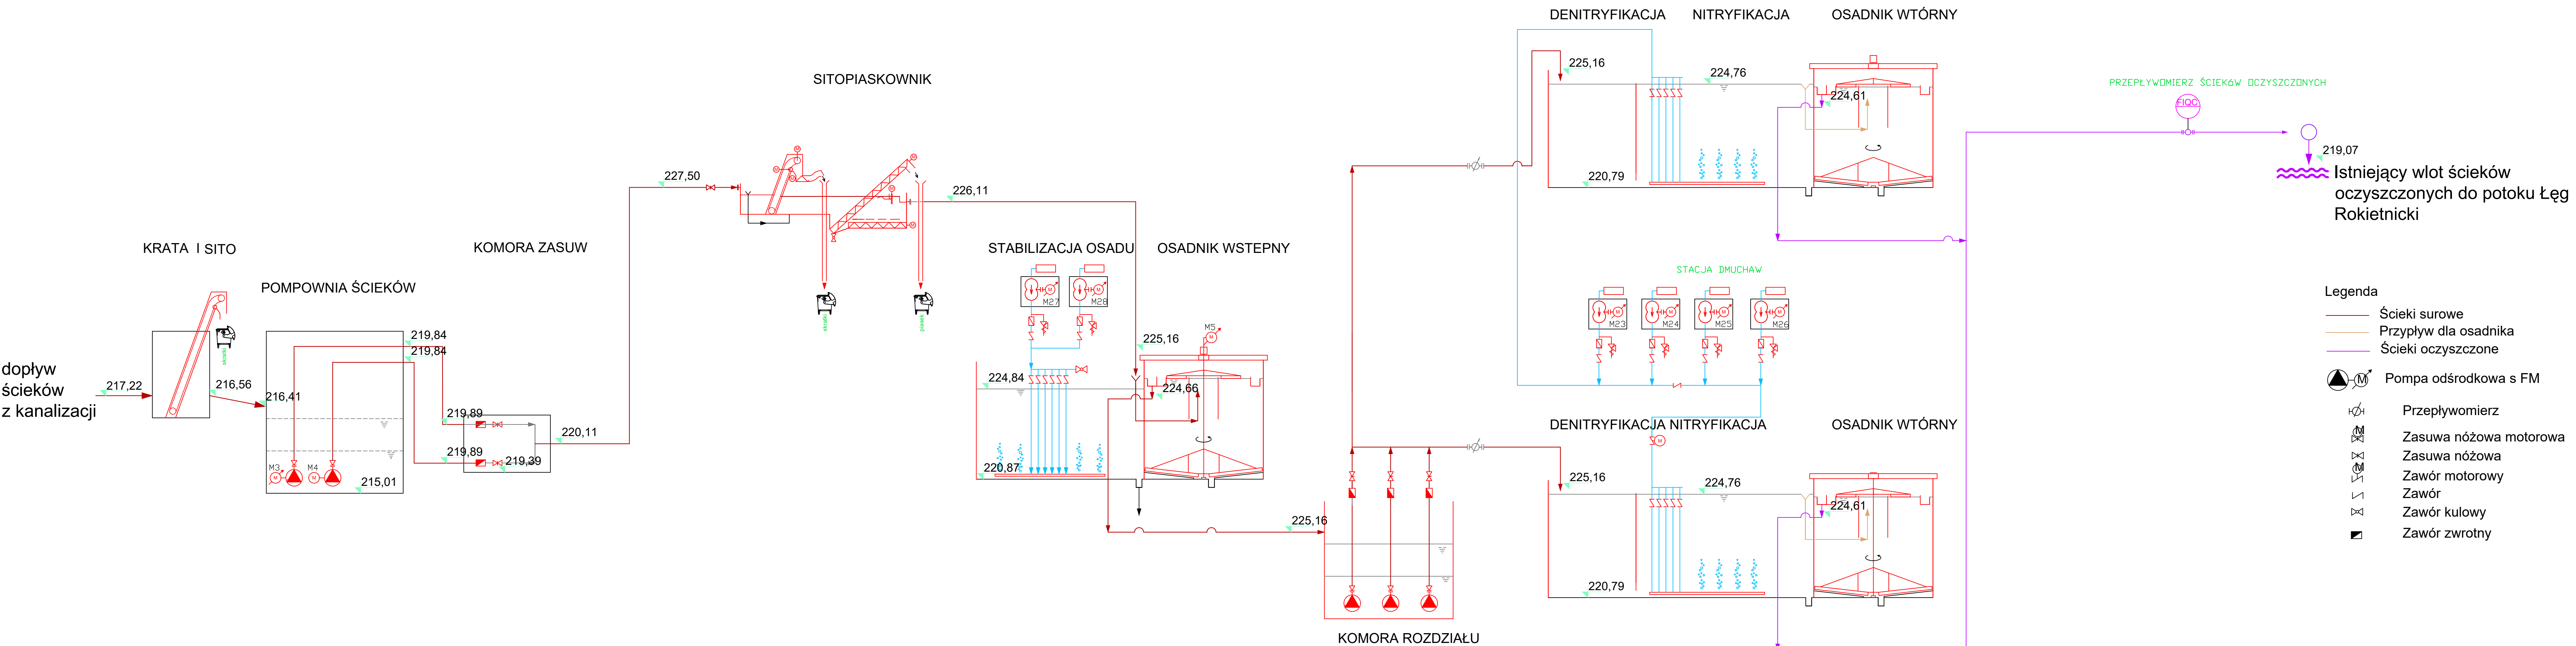 DENITRYFIKACJA
NITRYFIKACJA
OSADNIK WTÓRNY
225,16
224,76
224,61
220,79
PRZEPŁYWOMIERZ ŚCIEKÓW OCZYSZCZONYCH
FIQC
219,07
Istniejący wlot ścieków
oczyszczonych do potoku Łęg
Rokietnicki
SITOPIASKOWNIK
M
M
M
M
M
227,50
226,11
skratki
piasek
KRATA I SITO
POMPOWNIA ŚCIEKÓW
KOMORA ZASUW
dopływ
ścieków
z kanalizacji
217,22
skratki
216,56
216,41
219,84
219,84
M3
M
M4
M
215,01
219,89
219,89
219,39
220,11
STABILIZACJA OSADU
OSADNIK WSTEPNY
M
M27
M
M28
M5
M
225,16
224,84
224,66
220,87
225,16
KOMORA ROZDZIAŁU
STACJA DMUCHAW
M
M23
M
M24
M
M25
M
M26
DENITRYFIKACJA NITRYFIKACJA
OSADNIK WTÓRNY
M
225,16
224,76
224,61
220,79
Legenda
Ścieki surowe
Przypływ dla osadnika
Ścieki oczyszczone
M
Pompa odśrodkowa s FM
Przepływomierz
M
Zasuwa nóżowa motorowa
Zasuwa nóżowa
M
Zawór motorowy
Zawór
Zawór kulowy
Zawór zwrotny